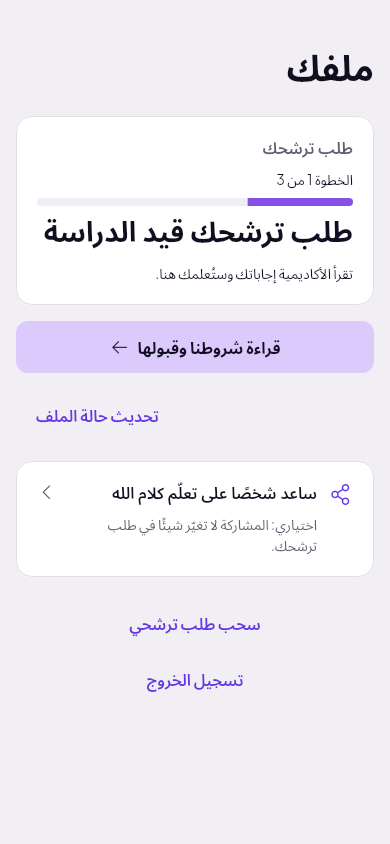 ملفك
طلب ترشحك
الخطوة 1 من 3
طلب ترشحك قيد الدراسة
تقرأ الأكاديمية إجاباتك وستُعلمك هنا.
قراءة شروطنا وقبولها
تحديث حالة الملف
ساعد شخصًا على تعلّم كلام الله
اختياري: المشاركة لا تغيّر شيئًا في طلب
ترشحك.
سحب طلب ترشحي
تسجيل الخروج